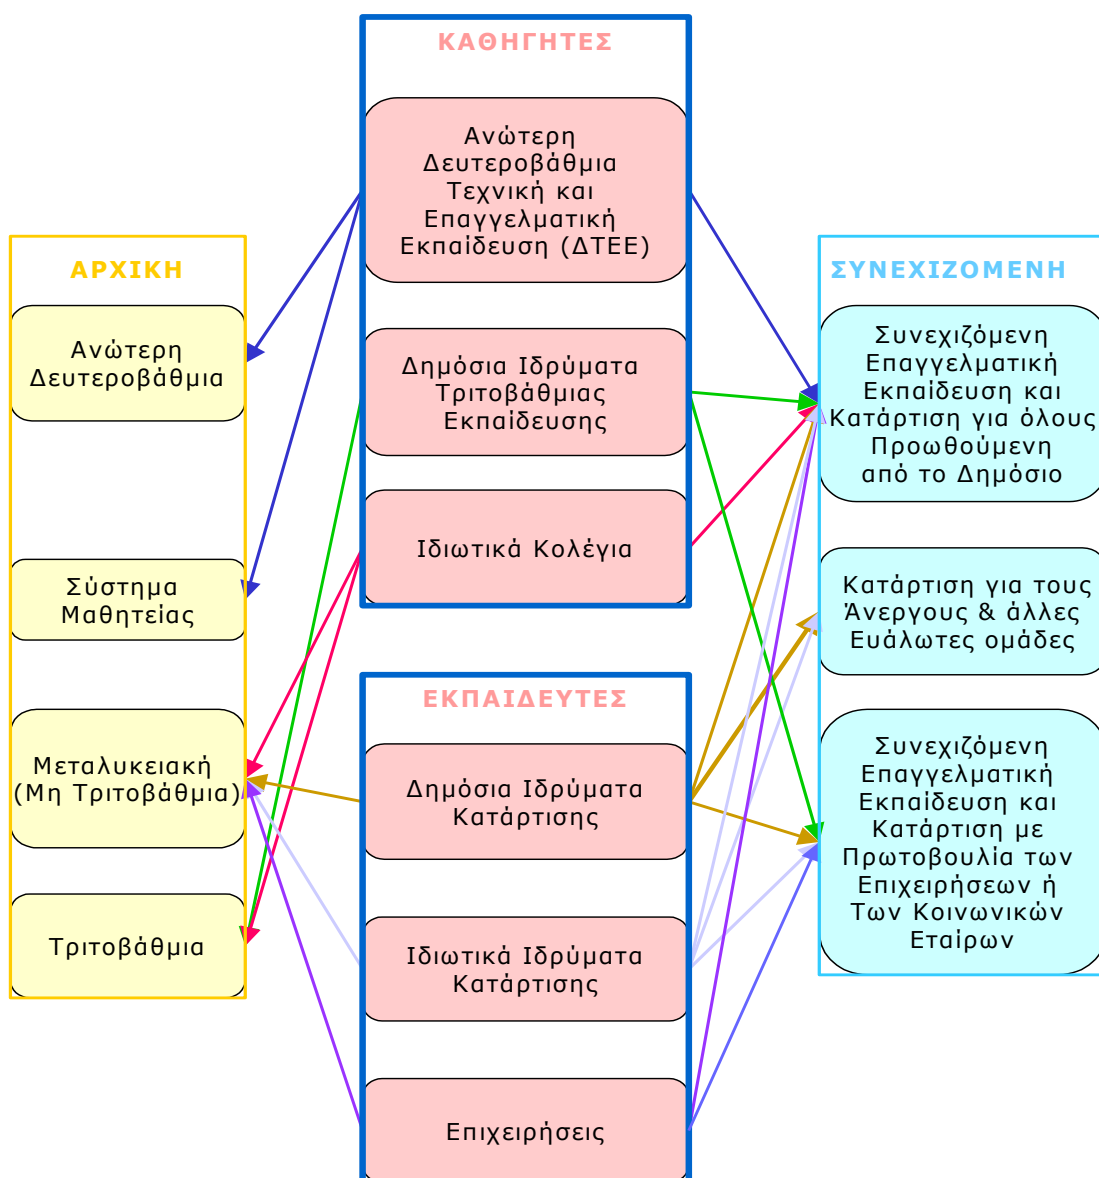 ΚΑΘΗΓΗΤΕΣ
Ανώτερη
Δευτεροβάθμια
Τεχνική και
Επαγγελματική
Εκπαίδευση (ΔΤΕΕ)
Δημόσια Ιδρύματα
Τριτοβάθμιας
Εκπαίδευσης
Ιδιωτικά Κολέγια
ΑΡΧΙΚΗ
Ανώτερη
Δευτεροβάθμια
Σύστημα
Μαθητείας
Μεταλυκειακή
(Μη Τριτοβάθμια)
Τριτοβάθμια
ΕΚΠΑΙΔΕΥΤΕΣ
Δημόσια Ιδρύματα
Κατάρτισης
Ιδιωτικά Ιδρύματα
Κατάρτισης
Επιχειρήσεις
ΣΥΝΕΧΙΖΟΜΕΝΗ
Συνεχιζόμενη
Επαγγελματική
Εκπαίδευση και
Κατάρτιση για όλους
Προωθούμενη
από το Δημόσιο
Κατάρτιση για τους
Άνεργους & άλλες
Ευάλωτες ομάδες
Συνεχιζόμενη
Επαγγελματική
Εκπαίδευση και
Κατάρτιση με
Πρωτοβουλία των
Επιχειρήσεων ή
Των Κοινωνικών
Εταίρων